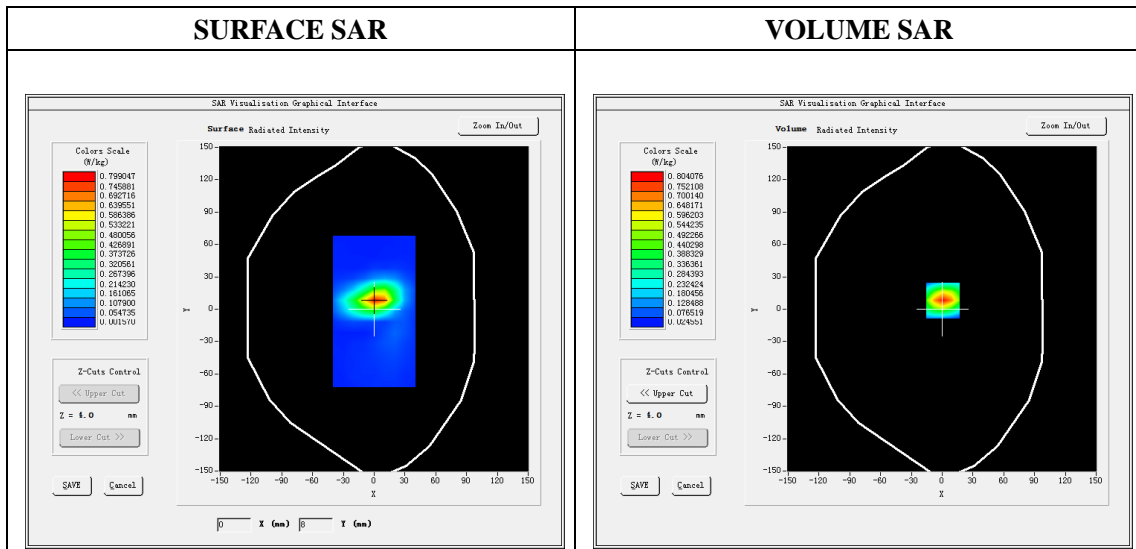 SURFACE SAR
VOLUME SAR
SAR Visualisation Graphical Interface
Surface Radiated Intensity
Zoom In/Out
Colors Scale
(W/kg)
0.799047
0.745881
0.692716
0.639551
0.586386
0.533221
0.480056
0.426891
0.373726
0.320561
0.267396
0.214230
0.161065
0.107900
0.054735
0.001570
150
120
90
60
30
0
-30
-60
-90
-120
-150
Y
-150 -120 -90 -60 -30 0 30 60 90 120 150
X
Z-Cuts Control
<< Upper Cut
Z = 4.0 mm
Lower Cut >>
SAVE Cancel
0 X (mm) 8 Y (mm)
SAR Visualisation Graphical Interface
Volume Radiated Intensity
Zoom In/Out
Colors Scale
(W/kg)
0.804076
0.752108
0.700140
0.648171
0.596203
0.544235
0.492266
0.440298
0.388329
0.336361
0.284393
0.232424
0.180456
0.128488
0.076519
0.024551
150
120
90
60
30
0
-30
-60
-90
-120
-150
Y
-150 -120 -90 -60 -30 0 30 60 90 120 150
X
Z-Cuts Control
<< Upper Cut
Z = 4.0 mm
Lower Cut >>
SAVE Cancel